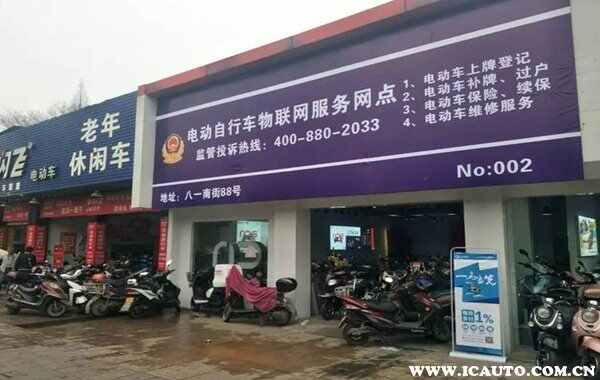 电动自行车物联网服务网点
监管投诉热线：400-880-2033
1、电动车上牌登记
2、电动车补牌、过户
3、电动车保险、续保
4、电动车维修服务
地址：八一南街88号
No:002
闪飞
电动车
老年
休闲车
1%
WWW.ICAUTO.COM.CN